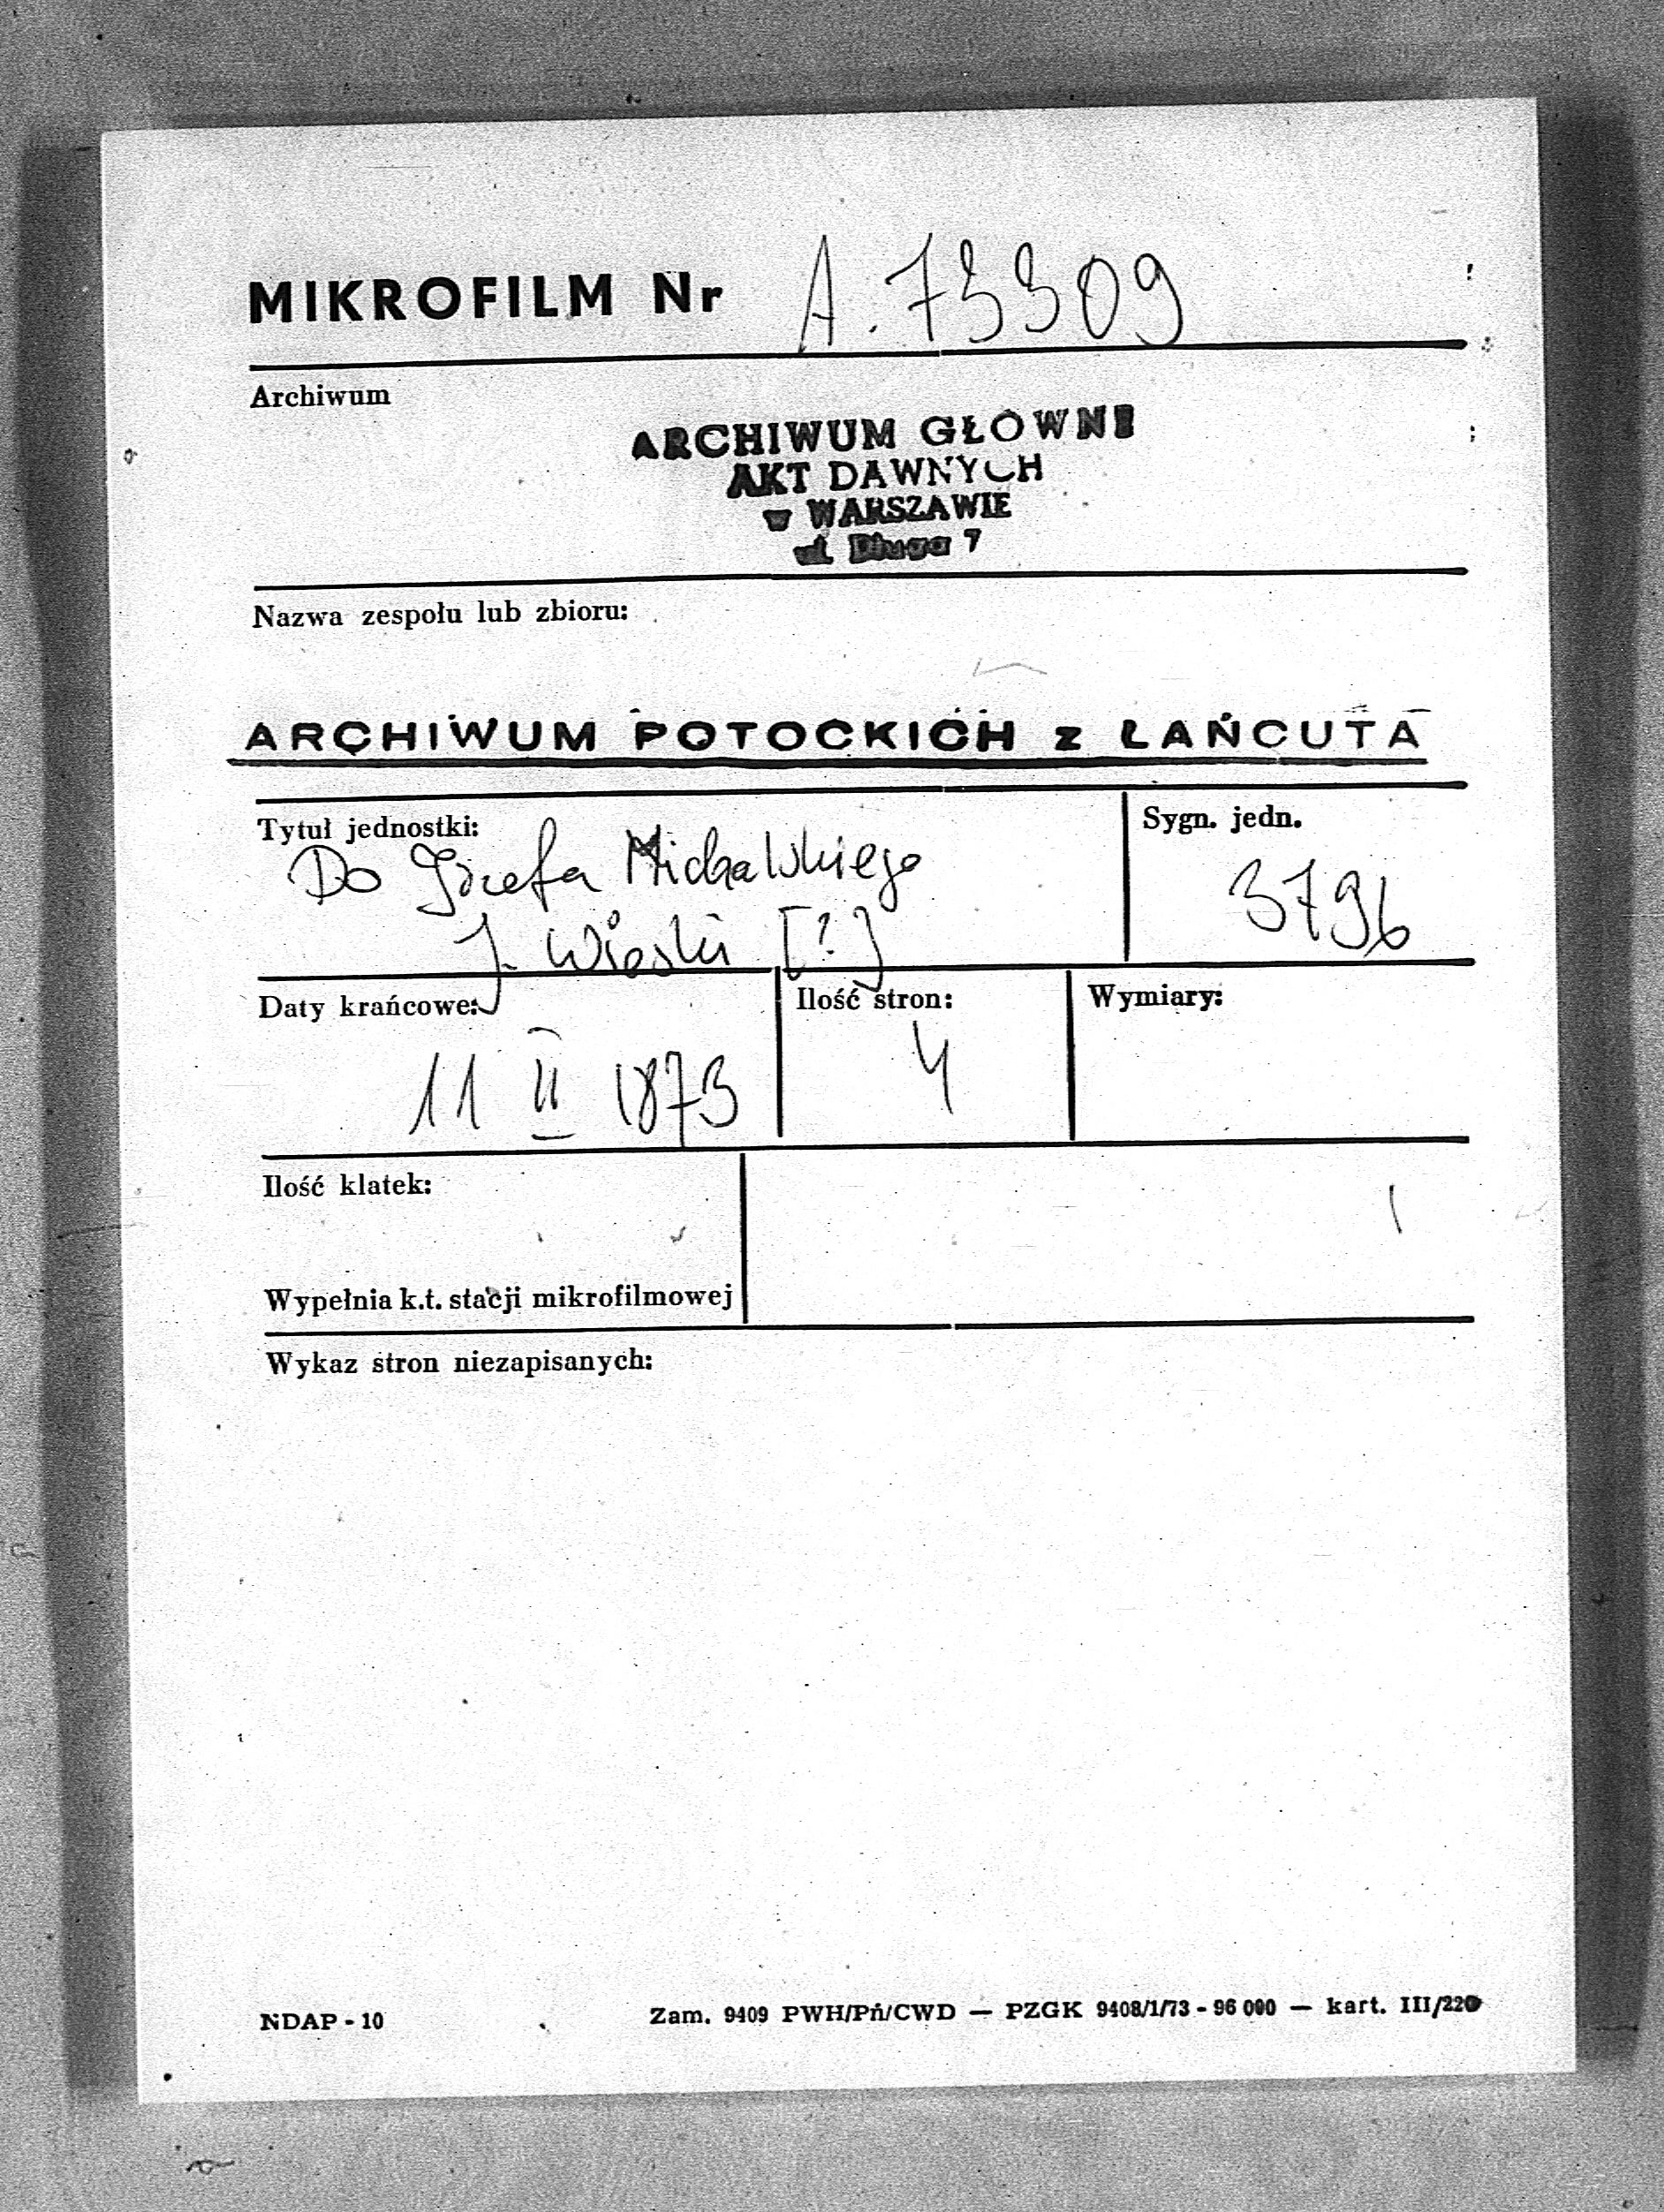 MIKROFILM Nr A. 73309
Archiwum
ARCHIWUM GŁÓWNE
AKT DAWNYCH
w WARSZAWIE
ul. Długa 7
Nazwa zespołu lub zbioru:
ARCHIWUM POTOCKICH z ŁAŃCUTA
Tytuł jednostki:
Sygn. jedn.
Do Józefa Michalskiego
3796
J. [?]
Daty krańcowe:
Ilość stron:
Wymiary:
11 II 1873
4
Ilość klatek:
Wypełnia k.t. stacji mikrofilmowej
Wykaz stron niezapisanych:
NDAP - 10
Zam. 9409 PWH/Pń/CWD — PZGK 9408/1/73 - 96 000 — kart. III/220